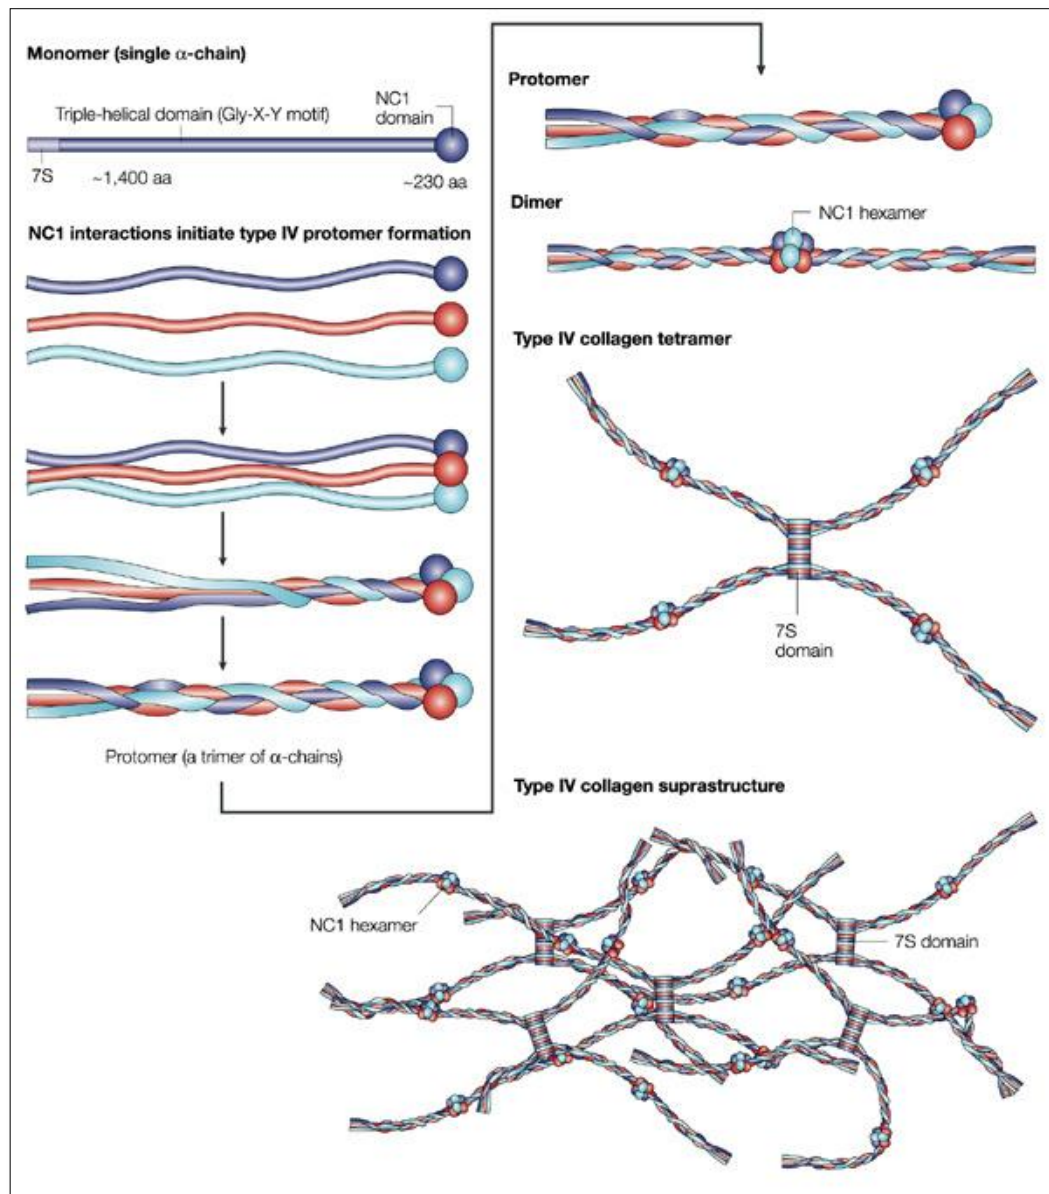 Monomer (single α-chain)
Triple-helical domain (Gly-X-Y motif)
NC1
domain
7S
~1,400 aa
~230 aa
NC1 interactions initiate type IV protomer formation
Protomer (a trimer of α-chains)
Protomer
Dimer
NC1 hexamer
Type IV collagen tetramer
7S
domain
Type IV collagen suprastructure
NC1 hexamer
7S domain